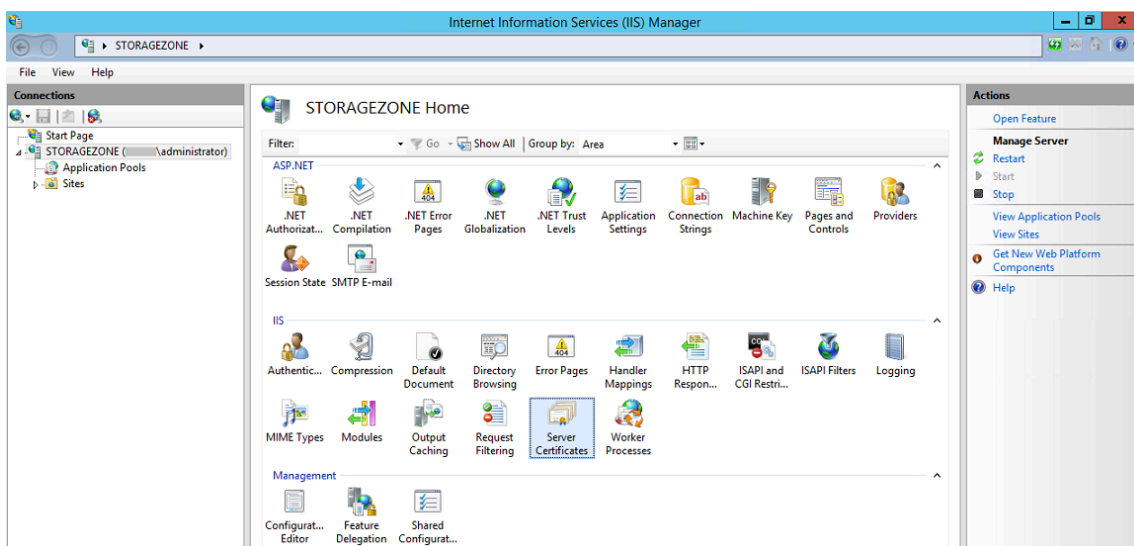 Internet Information Services (IIS) Manager
STORAGEZONE
File View Help
Connections
Start Page
STORAGEZONE ( \administrator)
Application Pools
Sites
STORAGEZONE Home
Filter: Go Show All Group by: Area
ASP.NET
.NET Authorizat...
.NET Compilation
.NET Error Pages
.NET Globalization
.NET Trust Levels
Application Settings
Connection Strings
Machine Key
Pages and Controls
Providers
Session State
SMTP E-mail
IIS
Authentic...
Compression
Default Document
Directory Browsing
Error Pages
Handler Mappings
HTTP Respon...
ISAPI and CGI Restri...
ISAPI Filters
Logging
MIME Types
Modules
Output Caching
Request Filtering
Server Certificates
Worker Processes
Management
Configurat... Editor
Feature Delegation
Shared Configurat...
Actions
Open Feature
Manage Server
Restart
Start
Stop
View Application Pools
View Sites
Get New Web Platform
Components
Help